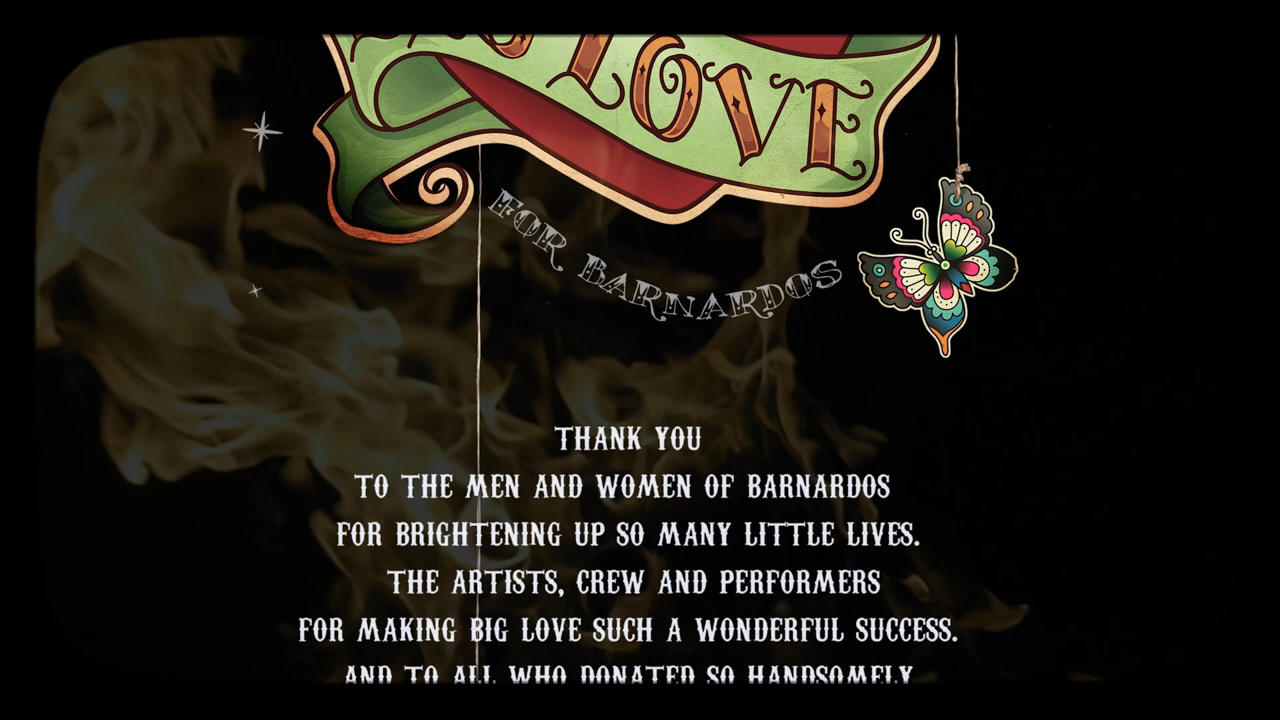 LOVE
FOR BARNARDOS
THANK YOU
TO THE MEN AND WOMEN OF BARNARDOS
FOR BRIGHTENING UP SO MANY LITTLE LIVES.
THE ARTISTS, CREW AND PERFORMERS
FOR MAKING BIG LOVE SUCH A WONDERFUL SUCCESS.
AND TO ALL WHO DONATED SO HANDSOMELY